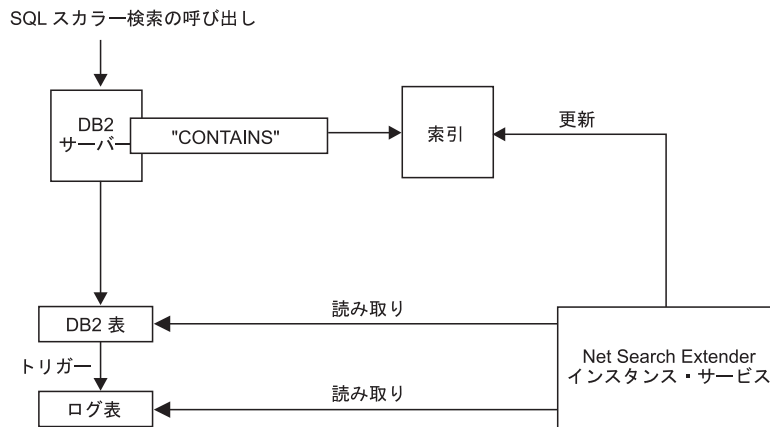 SQL スカラー検索の呼び出し
DB2
サーバー
"CONTAINS"
索引
更新
DB2 表
読み取り
トリガー
ログ表
読み取り
Net Search Extender
インスタンス・サービス